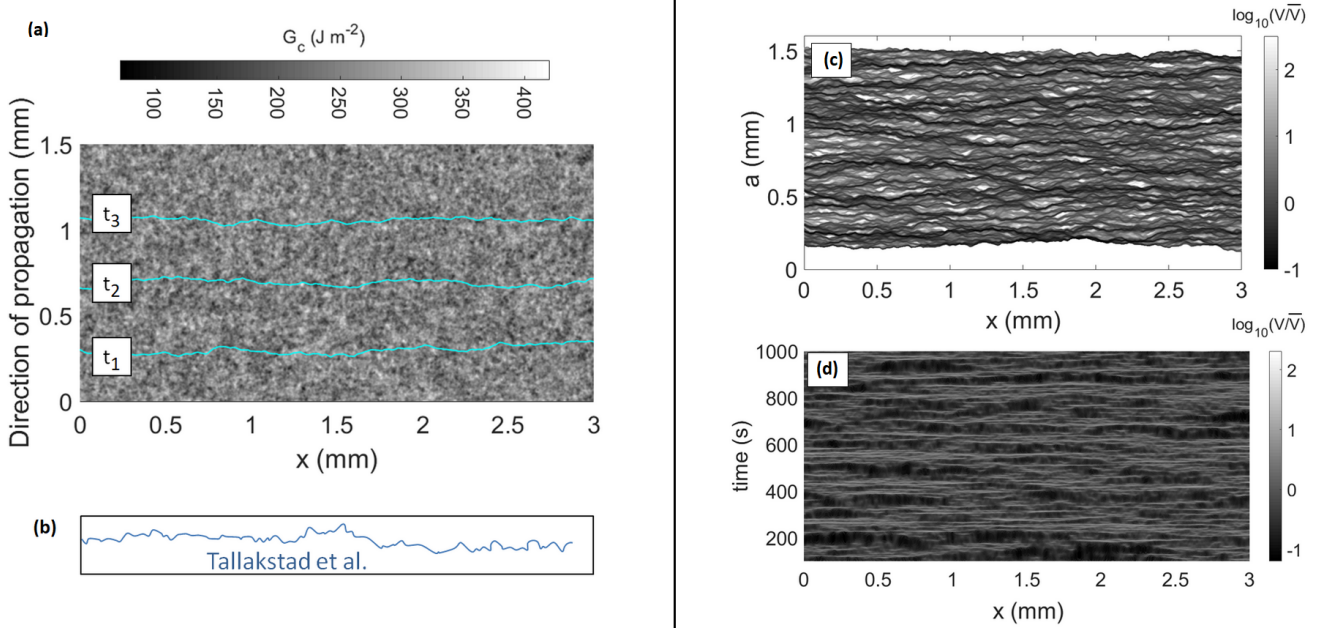 (a)
G_c (J m^-2)
100 150 200 250 300 350 400
Direction of propagation (mm)
1.5
1
0.5
0
t_3
t_2
t_1
0 0.5 1 1.5 2 2.5 3
x (mm)
(b)
Tallakstad et al.
log_10(V/V̅)
(c)
a (mm)
1.5
1
0.5
0
0 0.5 1 1.5 2 2.5 3
x (mm)
2
1
0
-1
log_10(V/V̅)
(d)
time (s)
1000
800
600
400
200
0 0.5 1 1.5 2 2.5 3
x (mm)
2
1
0
-1